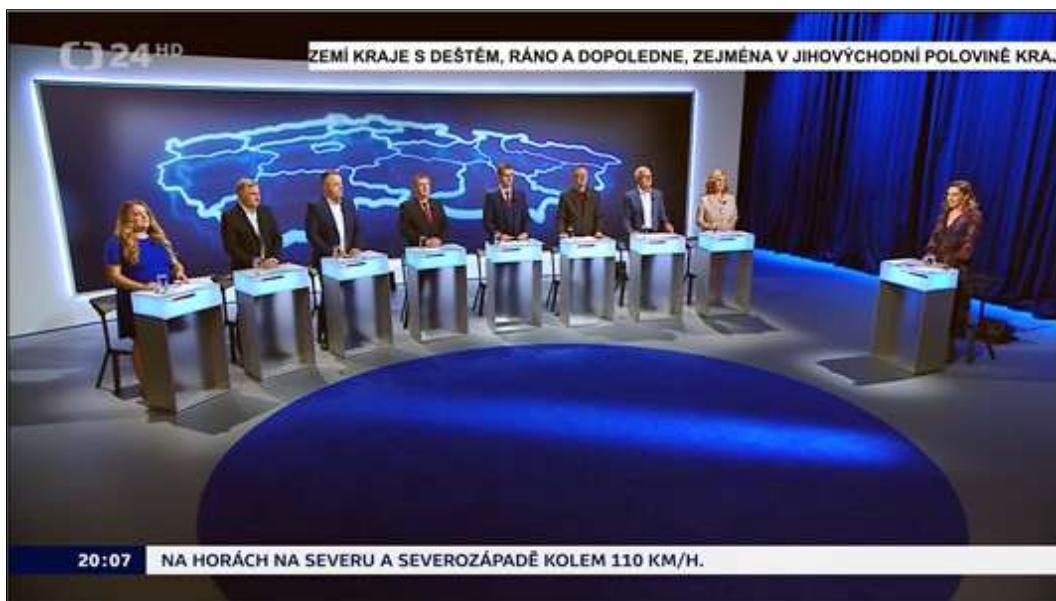 24 HD
ZEMÍ KRAJE S DEŠTĚM, RÁNO A DOPOLEDNE, ZEJMÉNA V JIHOVÝCHODNÍ POLOVINĚ KRAJ
20:07 NA HORÁCH NA SEVERU A SEVEROZÁPADĚ KOLEM 110 KM/H.